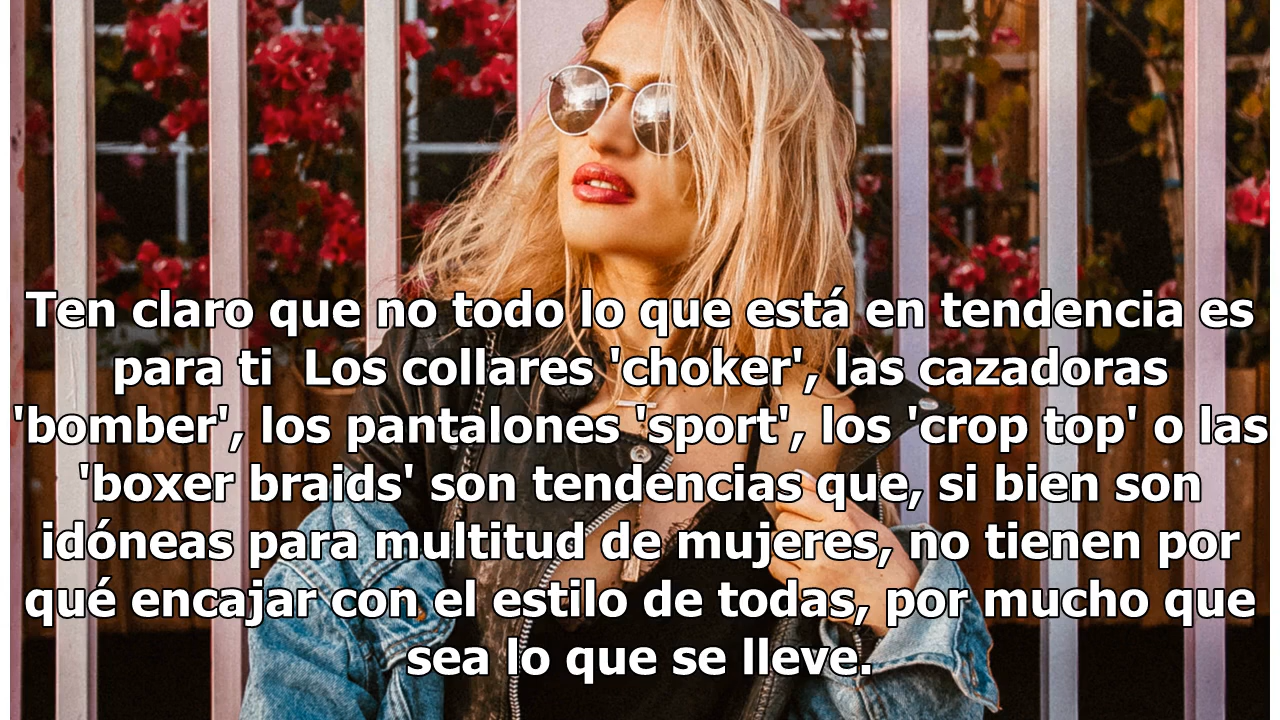 Ten claro que no todo lo que está en tendencia es
para ti  Los collares 'choker', las cazadoras
'bomber', los pantalones 'sport', los 'crop top' o las
'boxer braids' son tendencias que, si bien son
idóneas para multitud de mujeres, no tienen por
qué encajar con el estilo de todas, por mucho que
sea lo que se lleve.